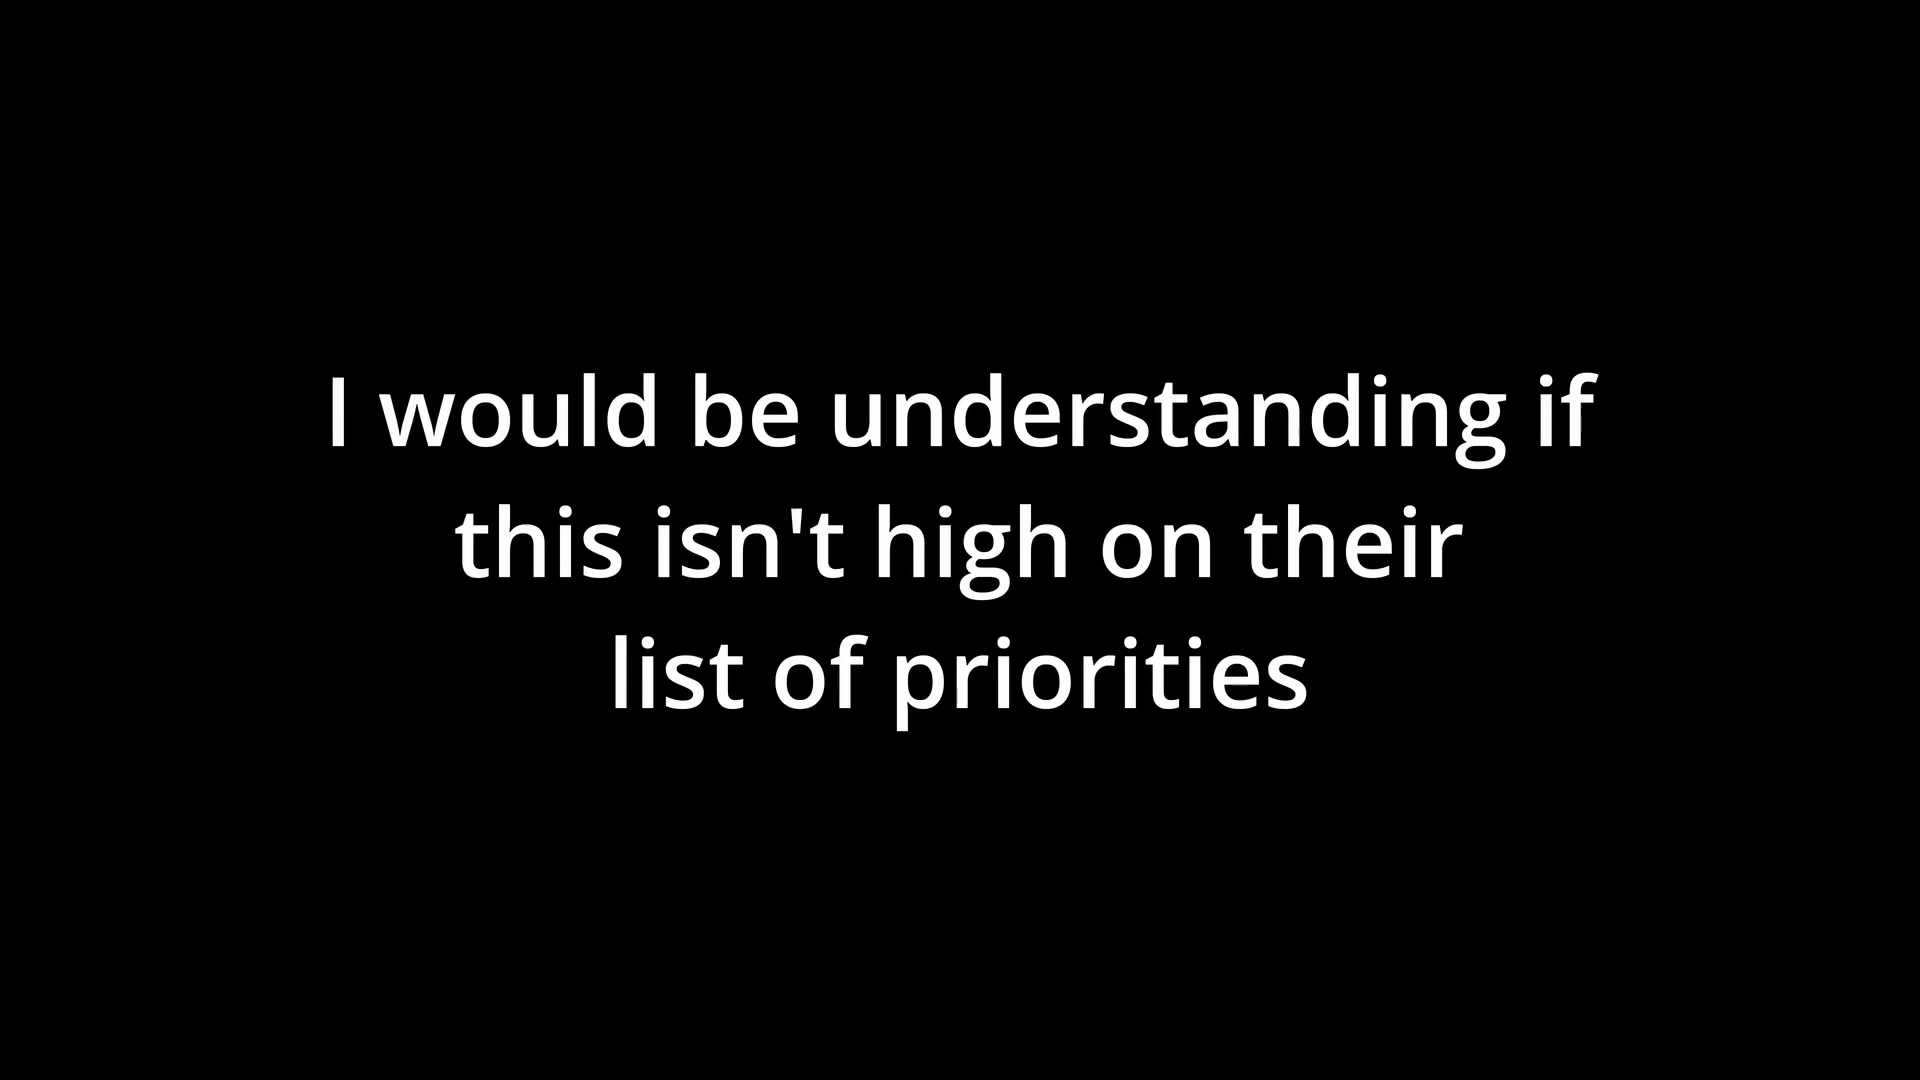 I would be understanding if
this isn't high on their
list of priorities